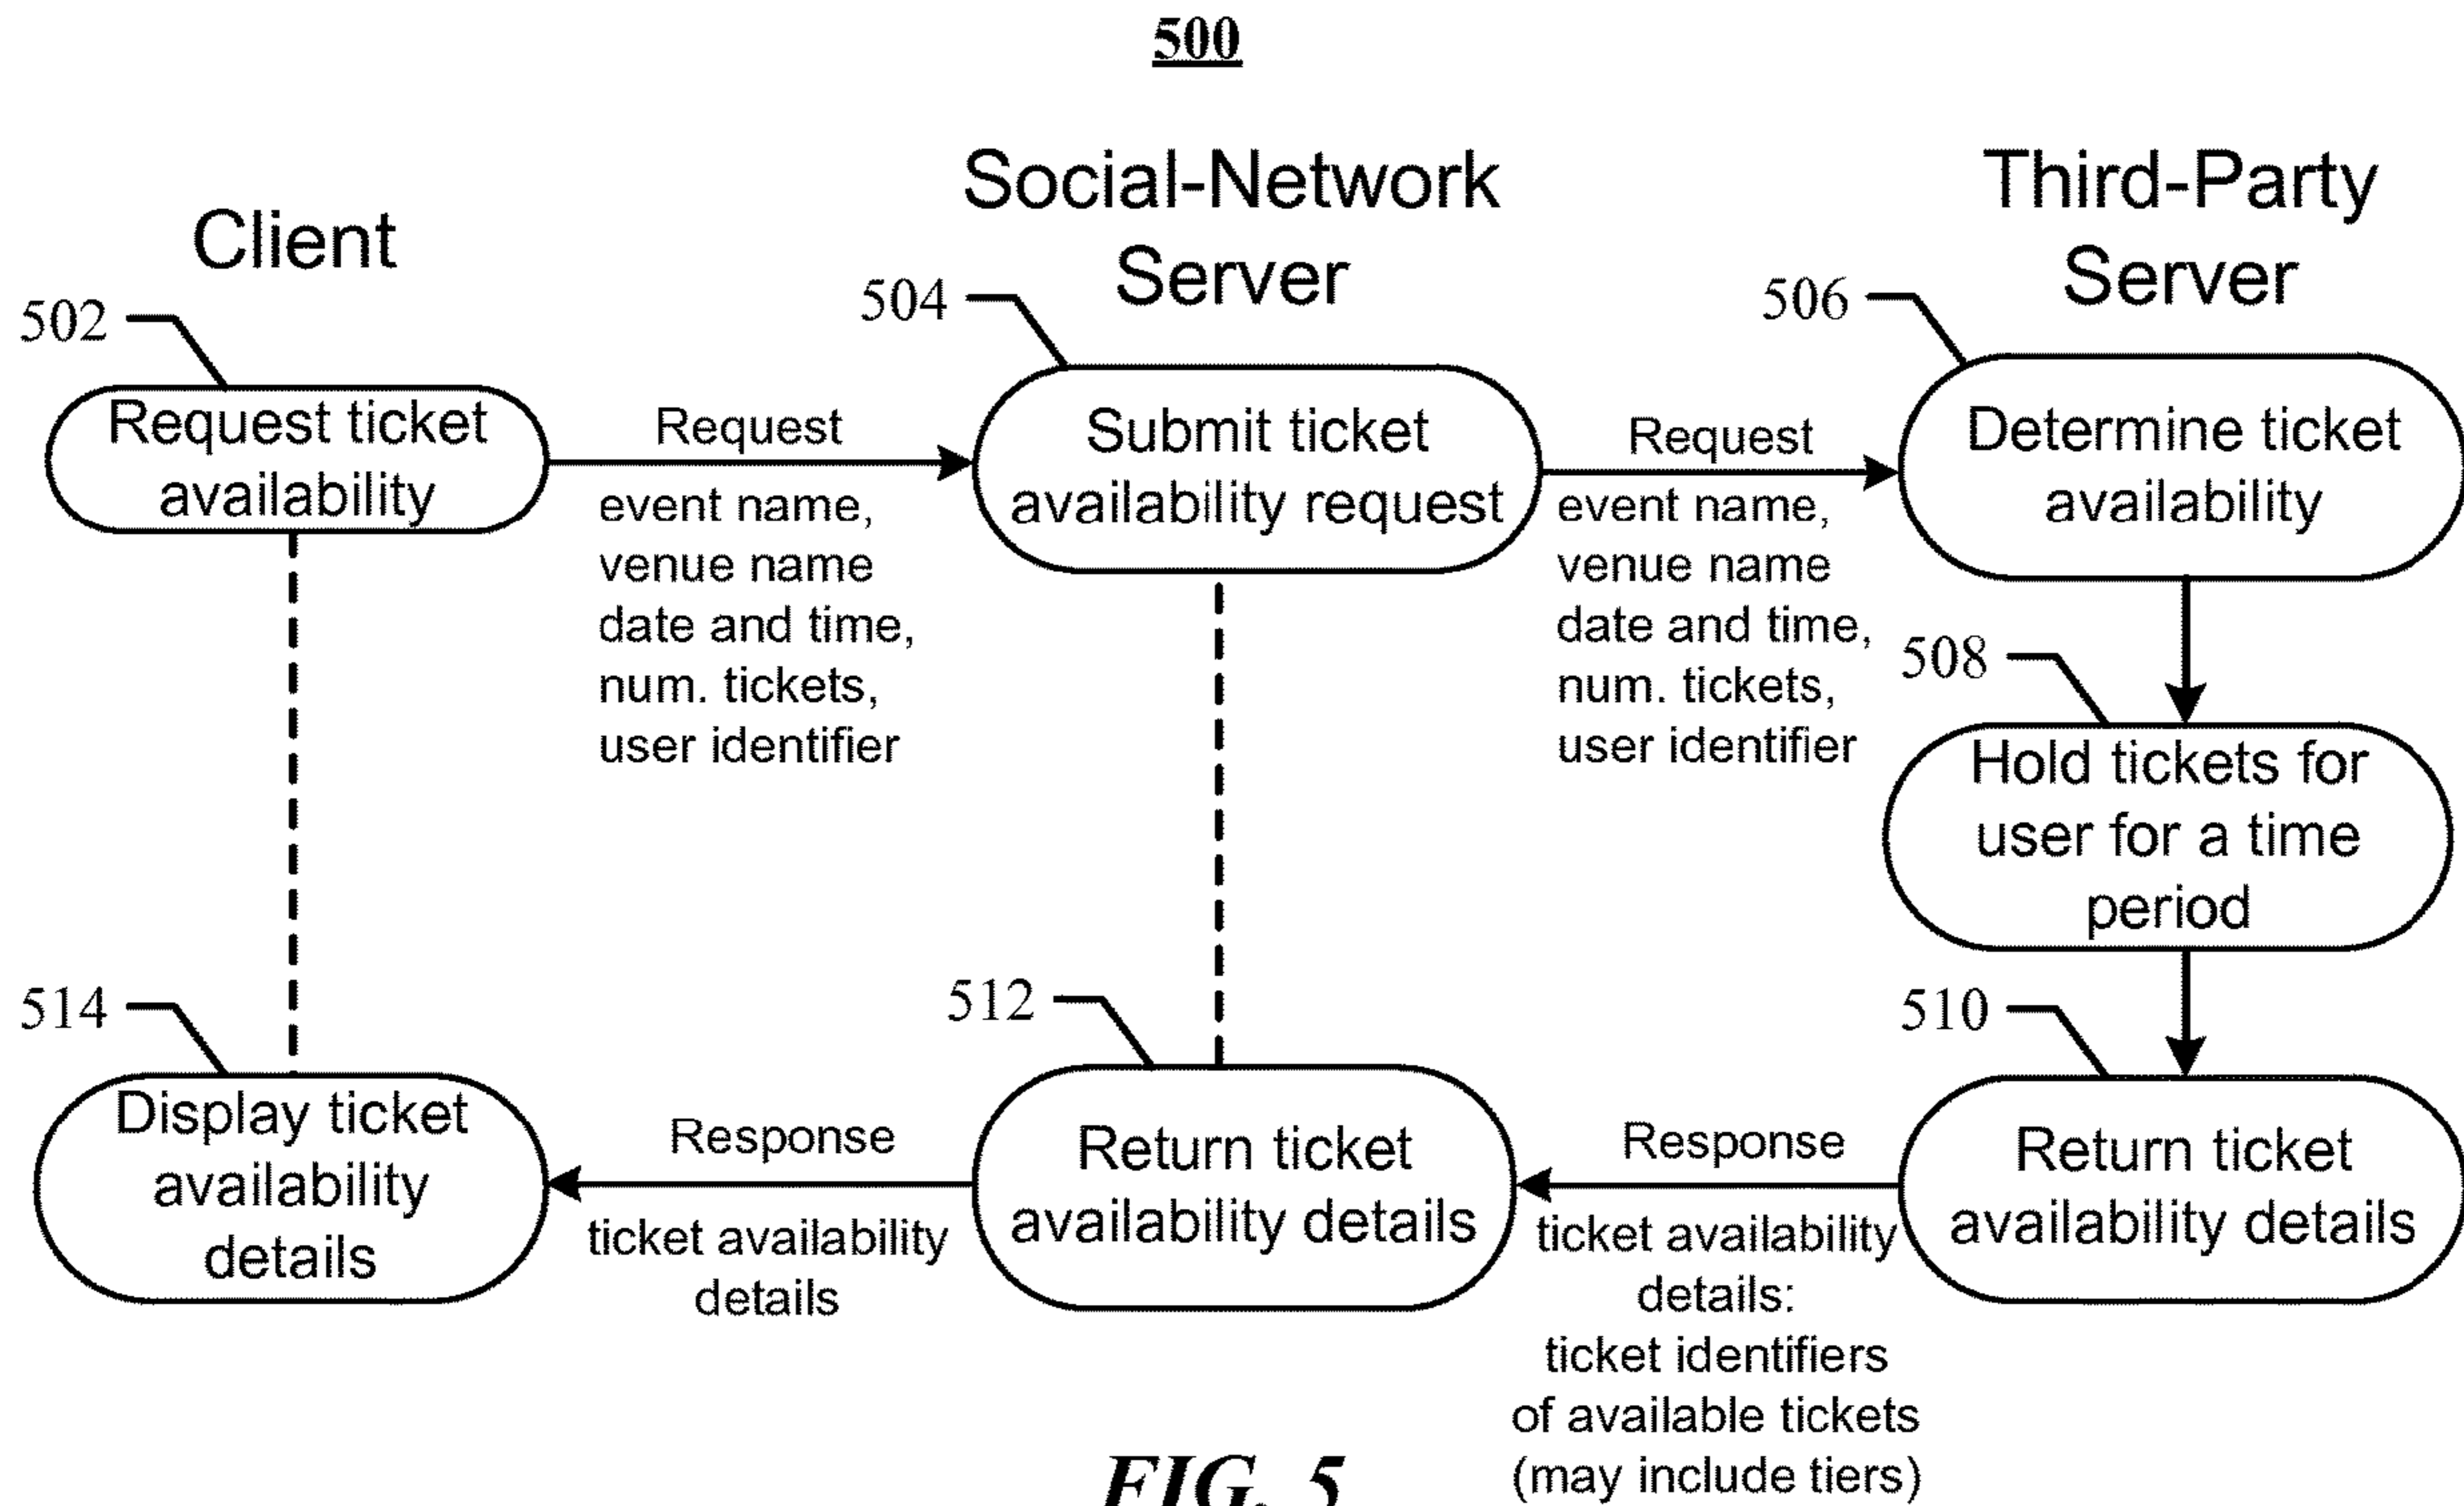 500
Client
Social-Network
Server
Third-Party
Server
502
504
506
Request ticket
availability
Request
event name,
venue name
date and time,
num. tickets,
user identifier
Submit ticket
availability request
Request
event name,
venue name
date and time,
num. tickets,
user identifier
Determine ticket
availability
508
Hold tickets for
user for a time
period
510
Return ticket
availability details
Response
ticket availability
details:
ticket identifiers
of available tickets
(may include tiers)
512
Return ticket
availability details
Response
ticket availability
details
514
Display ticket
availability
details
FIG. 5